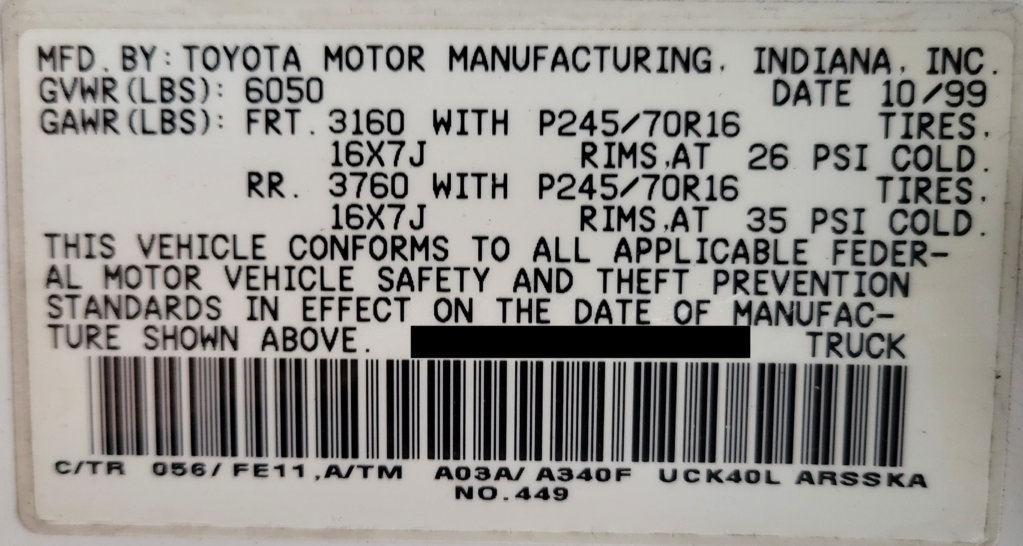 MFD. BY: TOYOTA MOTOR MANUFACTURING, INDIANA, INC.
GVWR(LBS): 6050 DATE 10/99
GAWR(LBS): FRT. 3160 WITH P245/70R16 TIRES,
16X7J RIMS,AT 26 PSI COLD.
RR. 3760 WITH P245/70R16 TIRES,
16X7J RIMS,AT 35 PSI COLD.
THIS VEHICLE CONFORMS TO ALL APPLICABLE FEDER-
AL MOTOR VEHICLE SAFETY AND THEFT PREVENTION
STANDARDS IN EFFECT ON THE DATE OF MANUFAC-
TURE SHOWN ABOVE. TRUCK
C/TR 056/FE11,A/TM A03A/A340F UCK40L ARSSKA
NO.449